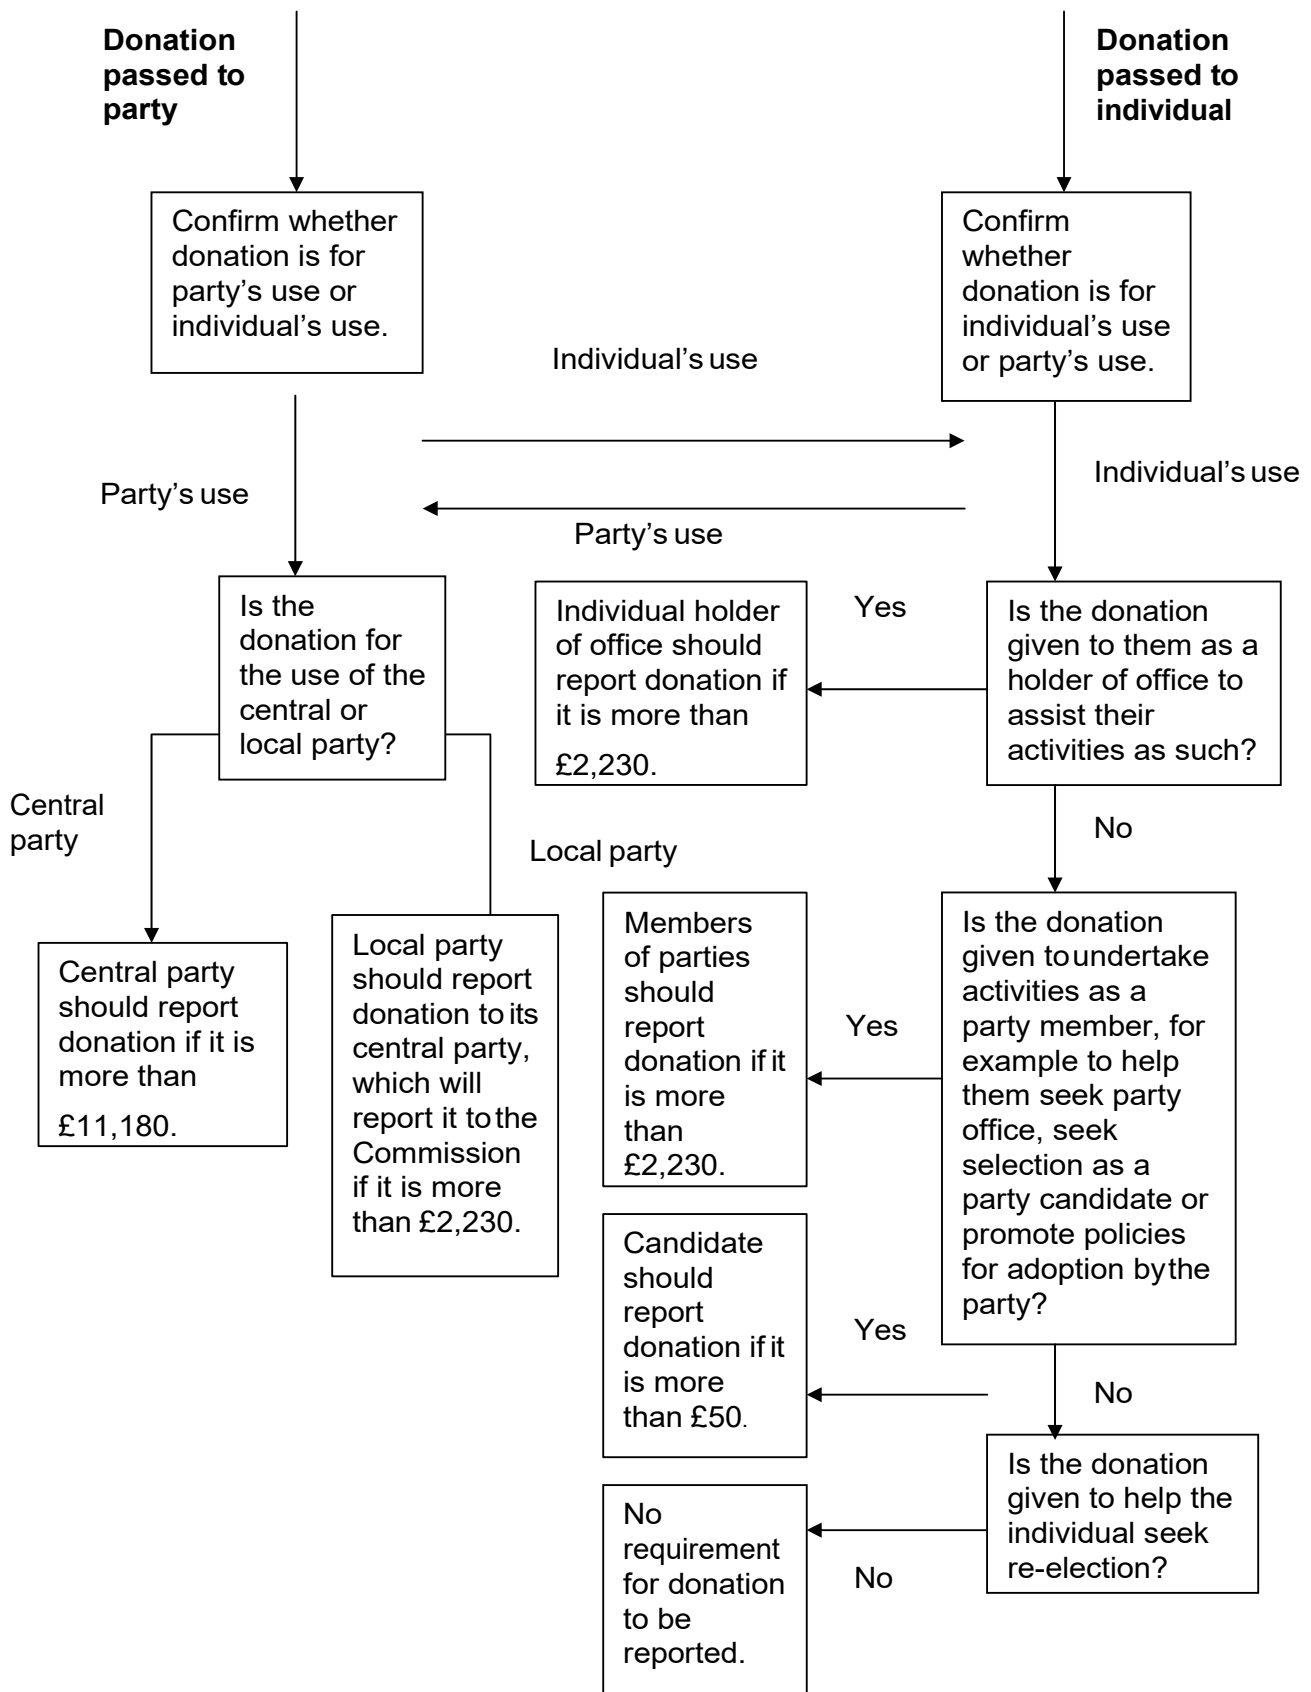 Donation
passed to
party
Donation
passed to
individual
Confirm whether
donation is for
party’s use or
individual’s use.
Confirm
whether
donation is for
individual’s use
or party’s use.
Individual’s use
Party’s use
Individual’s use
Party’s use
Is the
donation for
the use of the
central or
local party?
Individual holder
of office should
report donation if
it is more than
£2,230.
Yes
Is the donation
given to them as a
holder of office to
assist their
activities as such?
Central
party
Local party
No
Central party
should report
donation if it is
more than
£11,180.
Local party
should report
donation to its
central party,
which will
report it to the
Commission
if it is more
than £2,230.
Members
of parties
should
report
donation if it
is more
than
£2,230.
Yes
Is the donation
given to undertake
activities as a
party member, for
example to help
them seek party
office, seek
selection as a
party candidate or
promote policies
for adoption by the
party?
Candidate
should
report
donation if it
is more
than £50.
Yes
No
Is the donation
given to help the
individual seek
re-election?
No
requirement
for donation
to be
reported.
No